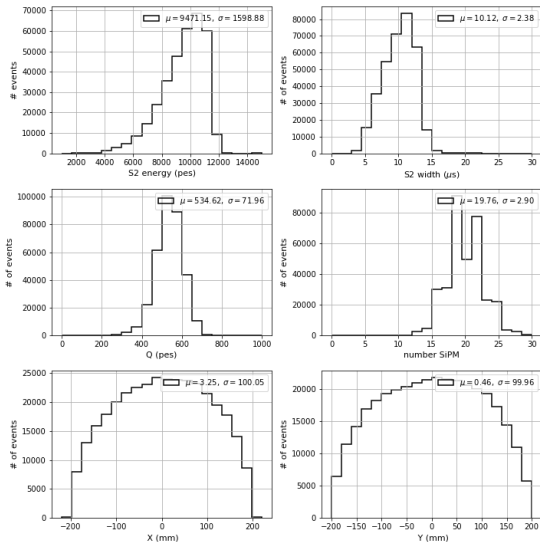 μ=9471.15, σ=1598.88
# events
70000
60000
50000
40000
30000
20000
10000
0
2000 4000 6000 8000 10000 12000 14000
S2 energy (pes)
μ=10.12, σ=2.38
# of events
80000
70000
60000
50000
40000
30000
20000
10000
0
0 5 10 15 20 25 30
S2 width (μs)
μ=534.62, σ=71.96
# of events
100000
80000
60000
40000
20000
0
0 200 400 600 800 1000
Q (pes)
μ=19.76, σ=2.90
# of events
80000
60000
40000
20000
0
0 5 10 15 20 25 30
number SiPM
μ=3.25, σ=100.05
# of events
25000
20000
15000
10000
5000
0
−200 −100 0 100 200
X (mm)
μ=0.46, σ=99.96
# of events
20000
15000
10000
5000
0
−200 −150 −100 −50 0 50 100 150 200
Y (mm)